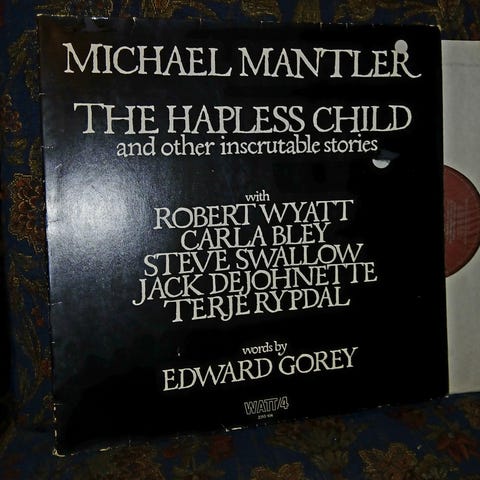 MICHAEL MANTLER
THE HAPLESS CHILD
and other inscrutable stories
with
ROBERT WYATT
CARLA BLEY
STEVE SWALLOW
JACK DEJOHNETTE
TERJE RYPDAL
words by
EDWARD GOREY
WATT/4